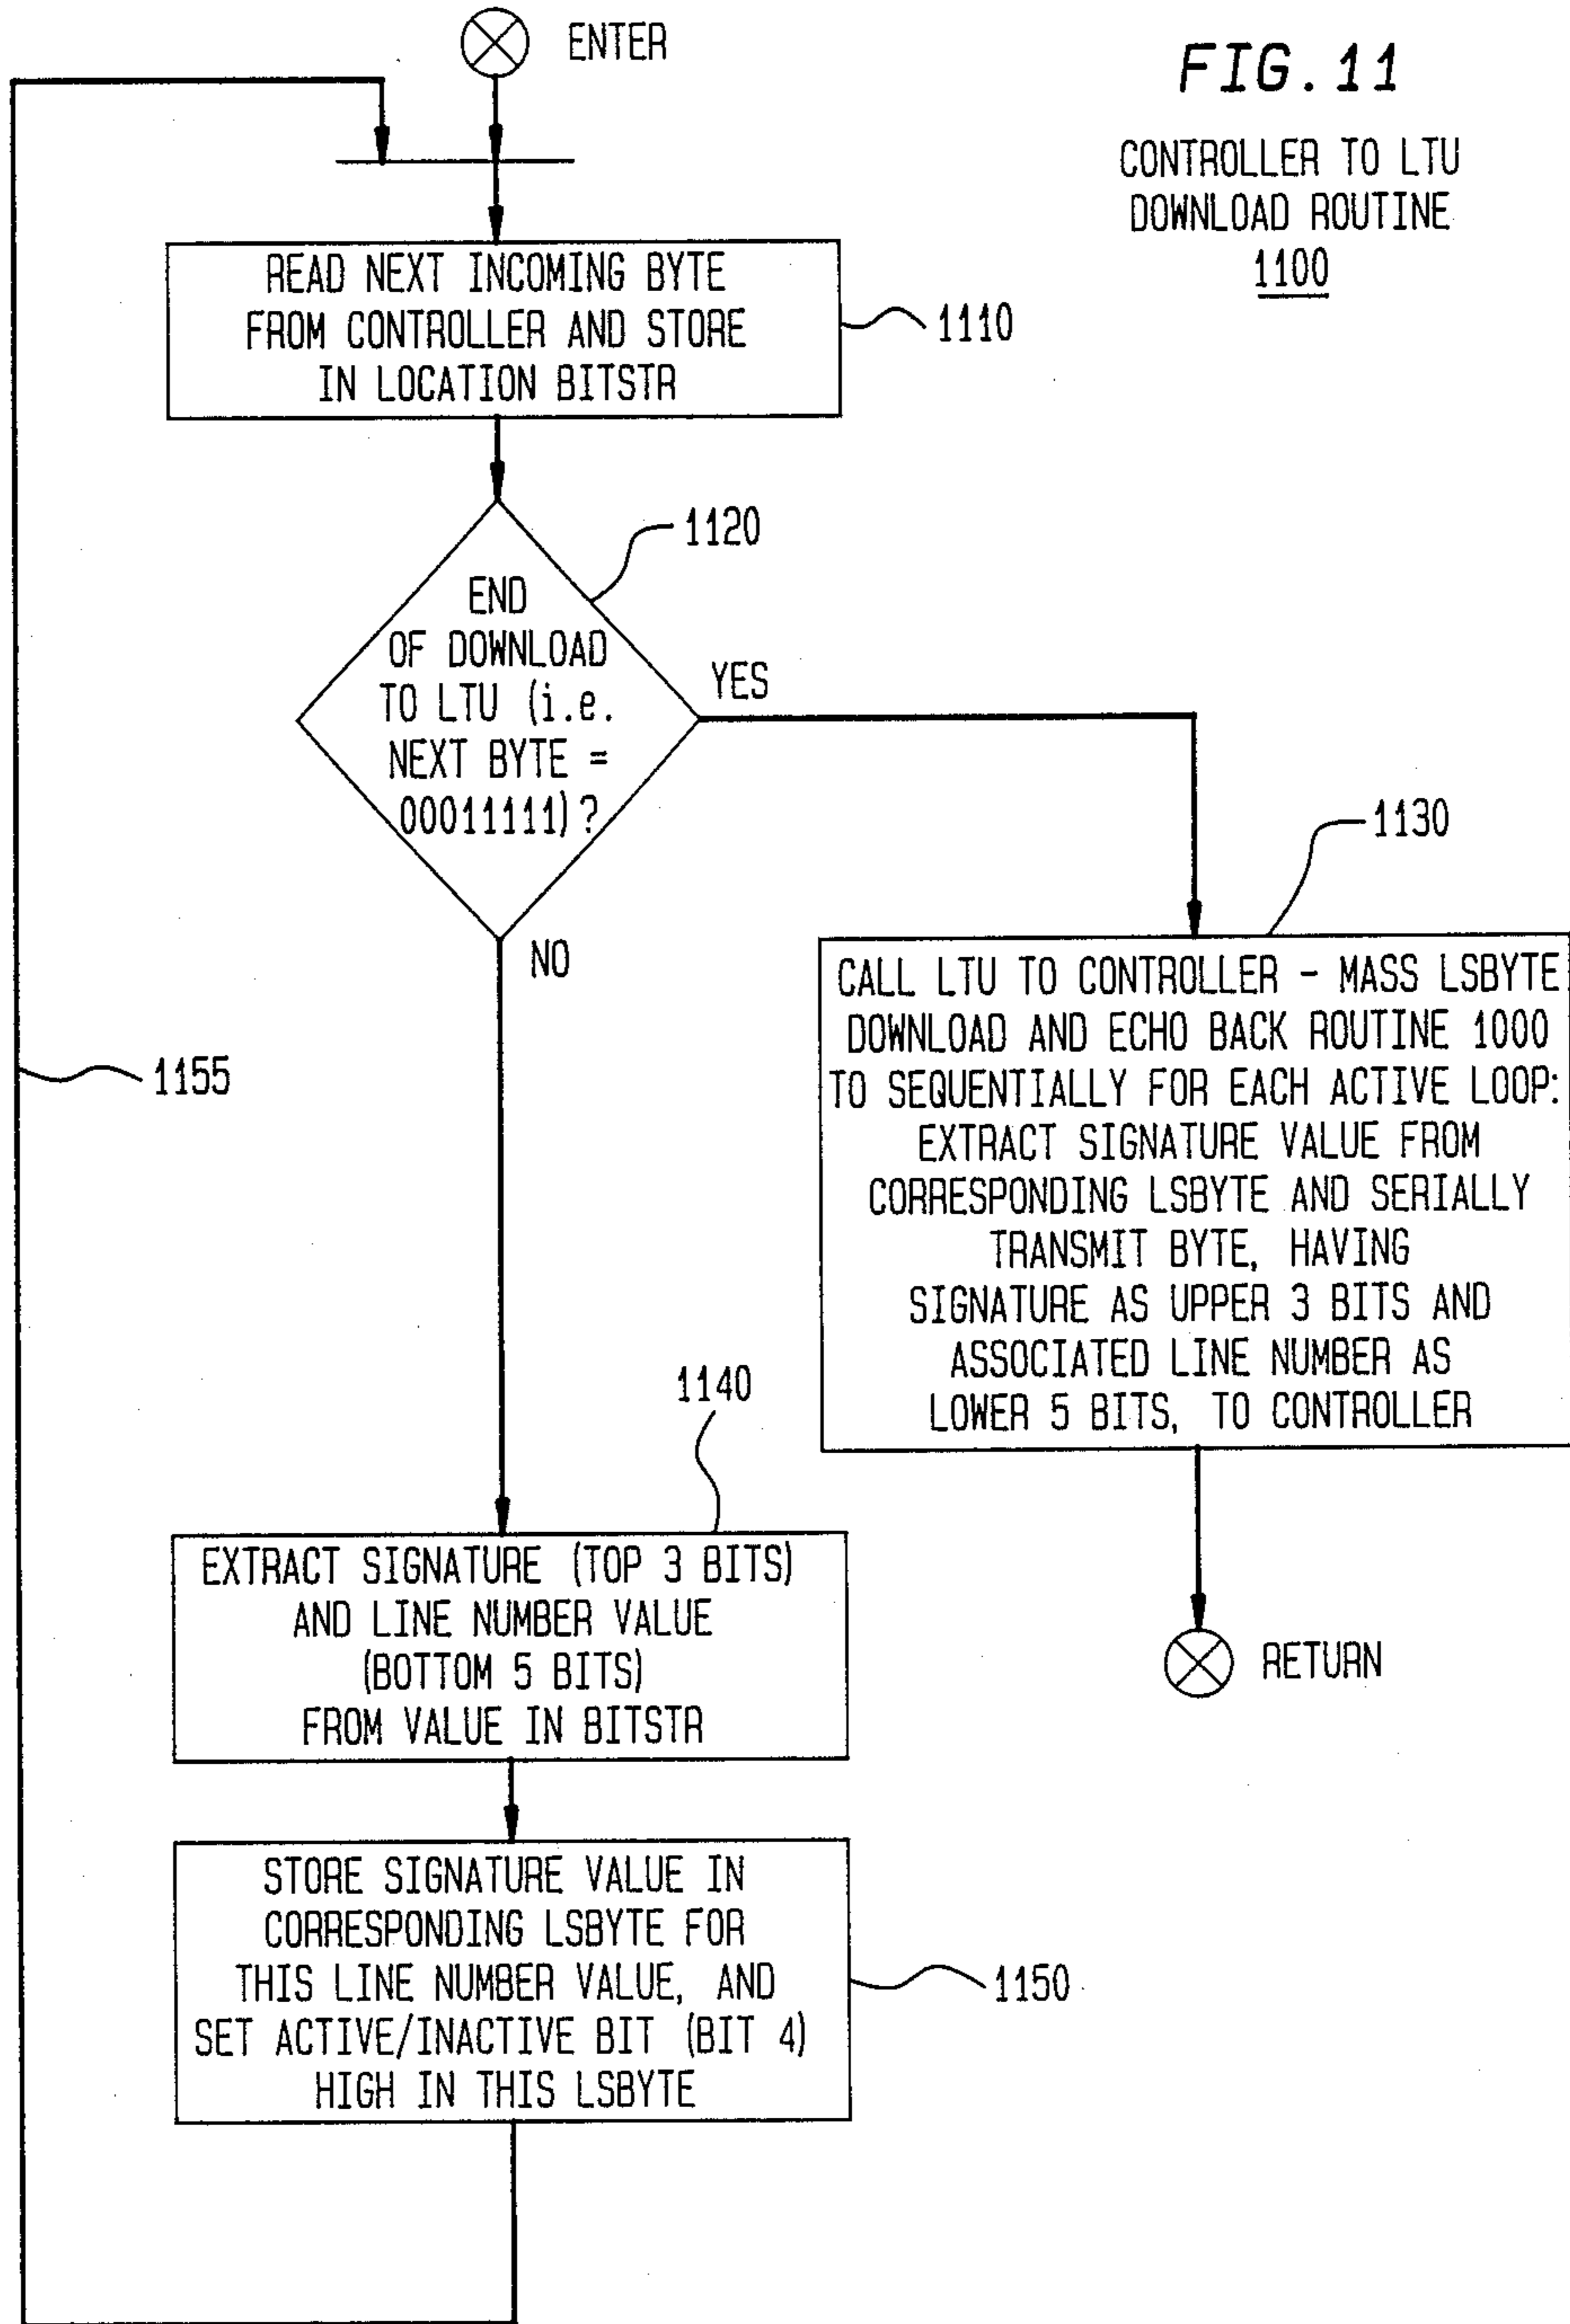 ENTER
FIG. 11
CONTROLLER TO LTU
DOWNLOAD ROUTINE
1100
READ NEXT INCOMING BYTE
FROM CONTROLLER AND STORE
IN LOCATION BITSTR
1110
1120
END
OF DOWNLOAD
TO LTU (i.e.
NEXT BYTE =
00011111)?
YES
NO
1130
CALL LTU TO CONTROLLER - MASS LSBYTE
DOWNLOAD AND ECHO BACK ROUTINE 1000
TO SEQUENTIALLY FOR EACH ACTIVE LOOP:
EXTRACT SIGNATURE VALUE FROM
CORRESPONDING LSBYTE AND SERIALLY
TRANSMIT BYTE, HAVING
SIGNATURE AS UPPER 3 BITS AND
ASSOCIATED LINE NUMBER AS
LOWER 5 BITS, TO CONTROLLER
1155
1140
EXTRACT SIGNATURE (TOP 3 BITS)
AND LINE NUMBER VALUE
(BOTTOM 5 BITS)
FROM VALUE IN BITSTR
RETURN
STORE SIGNATURE VALUE IN
CORRESPONDING LSBYTE FOR
THIS LINE NUMBER VALUE, AND
SET ACTIVE/INACTIVE BIT (BIT 4)
HIGH IN THIS LSBYTE
1150